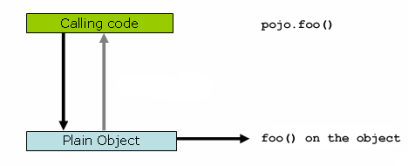 Calling code
pojo.foo()
Plain Object
foo() on the object